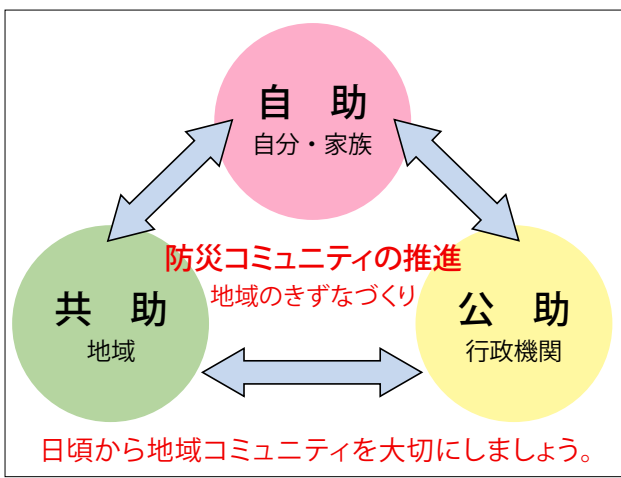 自　助
自分・家族
防災コミュニティの推進
地域のきずなづくり
共　助
地域
公　助
行政機関
日頃から地域コミュニティを大切にしましょう。